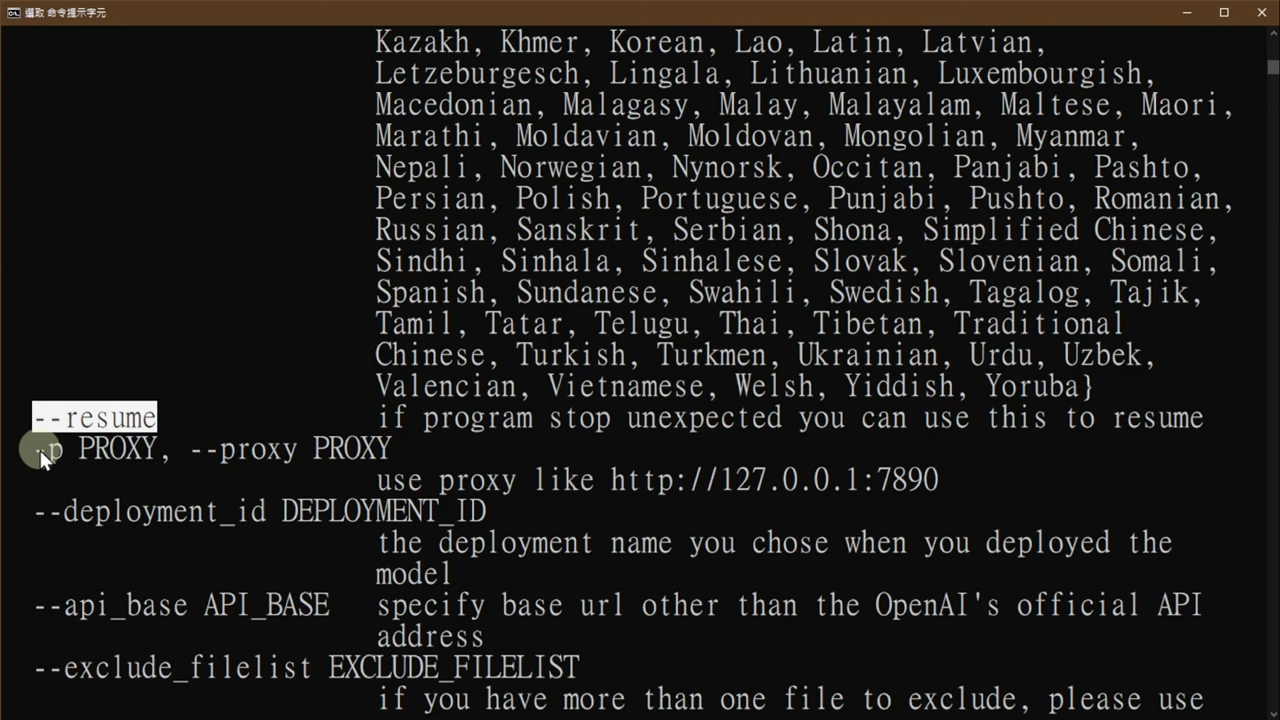 選取 命令提示字元
Kazakh, Khmer, Korean, Lao, Latin, Latvian,
Letzeburgesch, Lingala, Lithuanian, Luxembourgish,
Macedonian, Malagasy, Malay, Malayalam, Maltese, Maori,
Marathi, Moldavian, Moldovan, Mongolian, Myanmar,
Nepali, Norwegian, Nynorsk, Occitan, Panjabi, Pashto,
Persian, Polish, Portuguese, Punjabi, Pushto, Romanian,
Russian, Sanskrit, Serbian, Shona, Simplified Chinese,
Sindhi, Sinhala, Sinhalese, Slovak, Slovenian, Somali,
Spanish, Sundanese, Swahili, Swedish, Tagalog, Tajik,
Tamil, Tatar, Telugu, Thai, Tibetan, Traditional
Chinese, Turkish, Turkmen, Ukrainian, Urdu, Uzbek,
Valencian, Vietnamese, Welsh, Yiddish, Yoruba}
--resume if program stop unexpected you can use this to resume
-p PROXY, --proxy PROXY
use proxy like http://127.0.0.1:7890
--deployment_id DEPLOYMENT_ID
the deployment name you chose when you deployed the
model
--api_base API_BASE specify base url other than the OpenAI's official API
address
--exclude_filelist EXCLUDE_FILELIST
if you have more than one file to exclude, please use